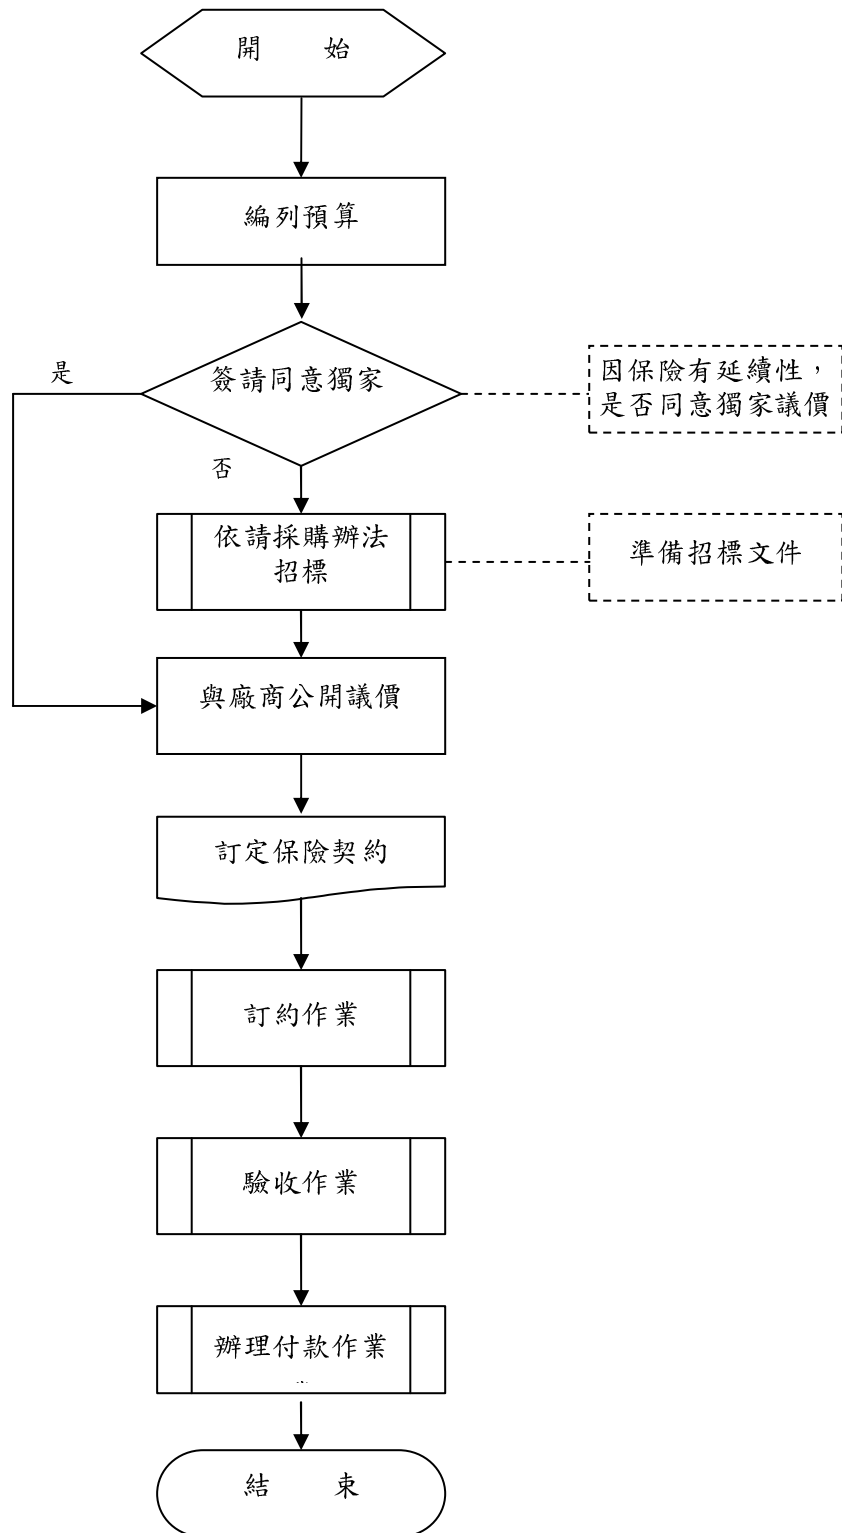 開 始
編列預算
是
簽請同意獨家
因保險有延續性，
是否同意獨家議價
否
依請採購辦法
招標
準備招標文件
與廠商公開議價
訂定保險契約
訂約作業
驗收作業
辦理付款作業
結 束